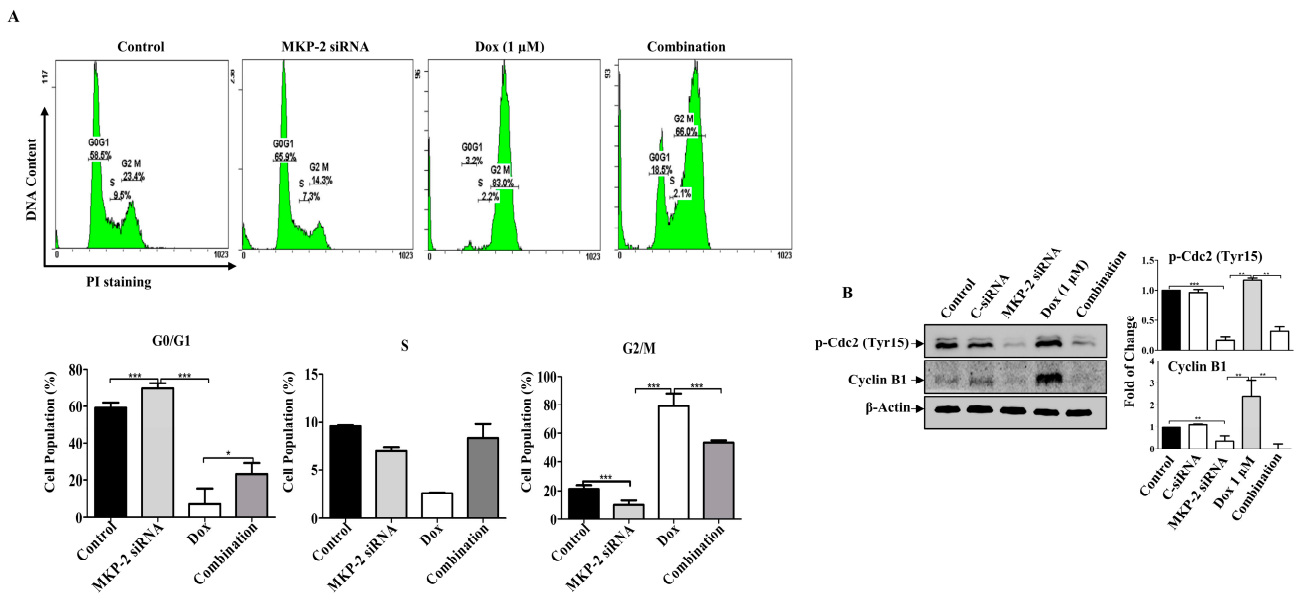 A
Control
MKP-2 siRNA
Dox (1 µM)
Combination
DNA Content
117
G0G1
58.5%
S
9.5%
G2 M
23.4%
0
1023
G0G1
65.9%
S
7.3%
G2 M
14.3%
0
1023
96
G0G1
2.2%
S
2.2%
G2 M
83.0%
0
1023
93
G0G1
18.5%
S
2.1%
G2 M
66.0%
0
1023
PI staining
G0/G1
Cell Population (%)
80
60
40
20
0
***
***
*
Control
MKP-2 siRNA
Dox
Combination
S
Cell Population (%)
15
10
5
0
Control
MKP-2 siRNA
Dox
Combination
G2/M
Cell Population (%)
100
80
60
40
20
0
***
***
***
Control
MKP-2 siRNA
Dox
Combination
B
Control
C-siRNA
MKP-2 siRNA
Dox (1 µM)
Combination
p-Cdc2 (Tyr15)
Cyclin B1
β-Actin
Fold of Change
p-Cdc2 (Tyr15)
1.5
1.0
0.5
0.0
***
**
**
Cyclin B1
4
3
2
1
0
**
**
**
Control
C-siRNA
MKP-2 siRNA
Dox 1 µM
Combination